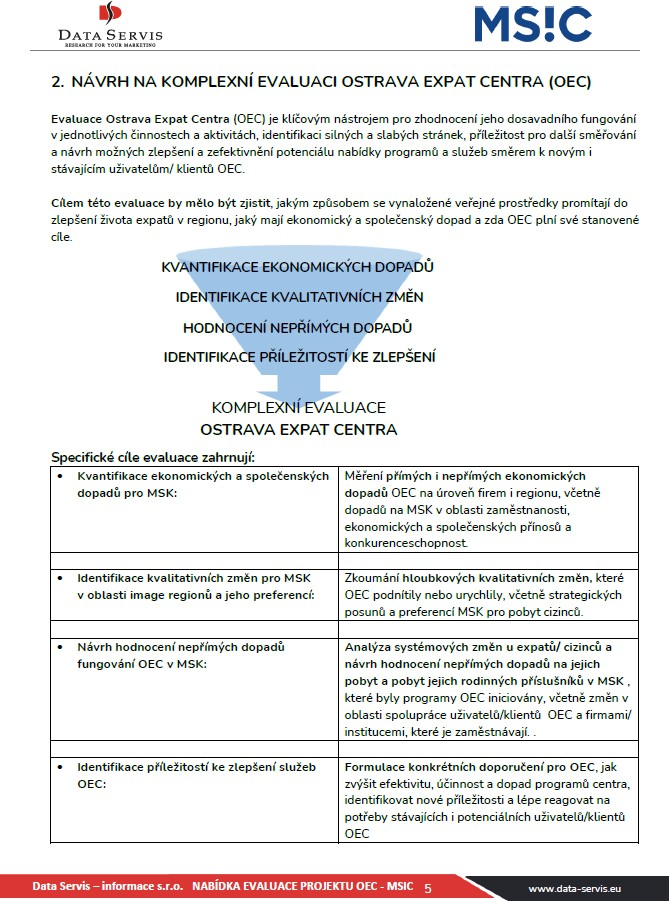 DATA SERVIS
RESEARCH FOR YOUR MARKETING
MS!C
2. NÁVRH NA KOMPLEXNÍ EVALUACI OSTRAVA EXPAT CENTRA (OEC)
Evaluace Ostrava Expat Centra (OEC) je klíčovým nástrojem pro zhodnocení jeho dosavadního fungování
v jednotlivých činnostech a aktivitách, identifikaci silných a slabých stránek, příležitost pro další směřování
a návrh možných zlepšení a zefektivnění potenciálu nabídky programů a služeb směrem k novým i
stávajícím uživatelům/ klientů OEC.
Cílem této evaluace by mělo být zjistit, jakým způsobem se vynaložené veřejné prostředky promítají do
zlepšení života expatů v regionu, jaký mají ekonomický a společenský dopad a zda OEC plní své stanovené
cíle.
KVANTIFIKACE EKONOMICKÝCH DOPADŮ
IDENTIFIKACE KVALITATIVNÍCH ZMĚN
HODNOCENÍ NEPŘÍMÝCH DOPADŮ
IDENTIFIKACE PŘÍLEŽITOSTÍ KE ZLEPŠENÍ
KOMPLEXNÍ EVALUACE
OSTRAVA EXPAT CENTRA
Specifické cíle evaluace zahrnují:
• Kvantifikace ekonomických a společenských
dopadů pro MSK:
Měření přímých i nepřímých ekonomických
dopadů OEC na úroveň firem i regionu, včetně
dopadů na MSK v oblasti zaměstnanosti,
ekonomických a společenských přínosů a
konkurenceschopnost.
• Identifikace kvalitativních změn pro MSK
v oblasti image regionů a jeho preferencí:
Zkoumání hloubkových kvalitativních změn, které
OEC podnítily nebo urychlily, včetně strategických
posunů a preferencí MSK pro pobyt cizinců.
• Návrh hodnocení nepřímých dopadů
fungování OEC v MSK:
Analýza systémových změn u expatů/ cizinců a
návrh hodnocení nepřímých dopadů na jejich
pobyt a pobyt jejich rodinných příslušníků v MSK ,
které byly programy OEC iniciovány, včetně změn v
oblasti spolupráce uživatelů/klientů OEC a firmami/
institucemi, které je zaměstnávají. .
• Identifikace příležitostí ke zlepšení služeb
OEC:
Formulace konkrétních doporučení pro OEC, jak
zvýšit efektivitu, účinnost a dopad programů centra,
identifikovat nové příležitosti a lépe reagovat na
potřeby stávajících i potenciálních uživatelů/klientů
OEC
Data Servis – informace s.r.o. NABÍDKA EVALUACE PROJEKTU OEC - MSIC 5
www.data-servis.eu